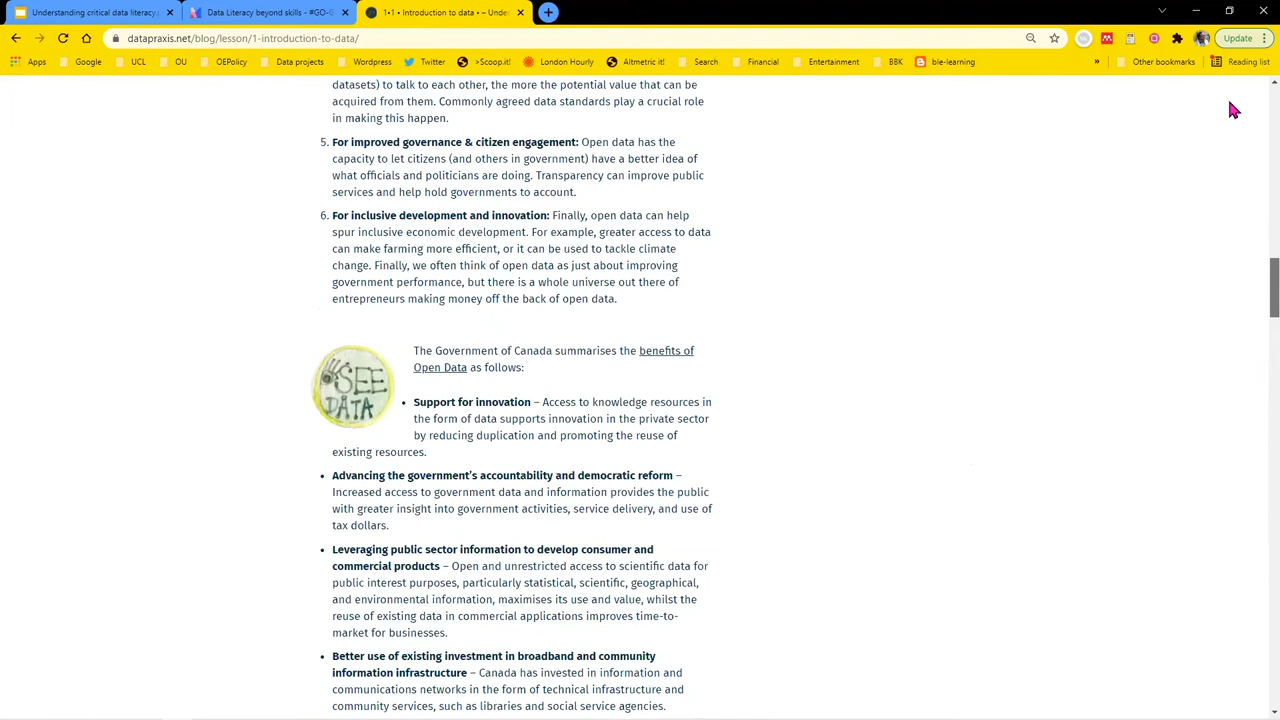 Understanding critical data literacy
Data Literacy beyond skills - #GO-G
1•1 • Introduction to data • – Unde
datapraxis.net/blog/lesson/1-introduction-to-data/
Update
Apps
Google
UCL
OU
OEPolicy
Data projects
Wordpress
Twitter
>Scoop.it!
London Hourly
Altmetric it!
Search
Financial
Entertainment
BBK
ble-learning
»
Other bookmarks
Reading list
datasets) to talk to each other, the more the potential value that can be
acquired from them. Commonly agreed data standards play a crucial role
in making this happen.
5. For improved governance & citizen engagement: Open data has the
capacity to let citizens (and others in government) have a better idea of
what officials and politicians are doing. Transparency can improve public
services and help hold governments to account.
6. For inclusive development and innovation: Finally, open data can help
spur inclusive economic development. For example, greater access to data
can make farming more efficient, or it can be used to tackle climate
change. Finally, we often think of open data as just about improving
government performance, but there is a whole universe out there of
entrepreneurs making money off the back of open data.
SEE
DATA
The Government of Canada summarises the benefits of
Open Data as follows:
• Support for innovation – Access to knowledge resources in
the form of data supports innovation in the private sector
by reducing duplication and promoting the reuse of
existing resources.
• Advancing the government's accountability and democratic reform –
Increased access to government data and information provides the public
with greater insight into government activities, service delivery, and use of
tax dollars.
• Leveraging public sector information to develop consumer and
commercial products – Open and unrestricted access to scientific data for
public interest purposes, particularly statistical, scientific, geographical,
and environmental information, maximises its use and value, whilst the
reuse of existing data in commercial applications improves time-to-
market for businesses.
• Better use of existing investment in broadband and community
information infrastructure – Canada has invested in information and
communications networks in the form of technical infrastructure and
community services, such as libraries and social service agencies.